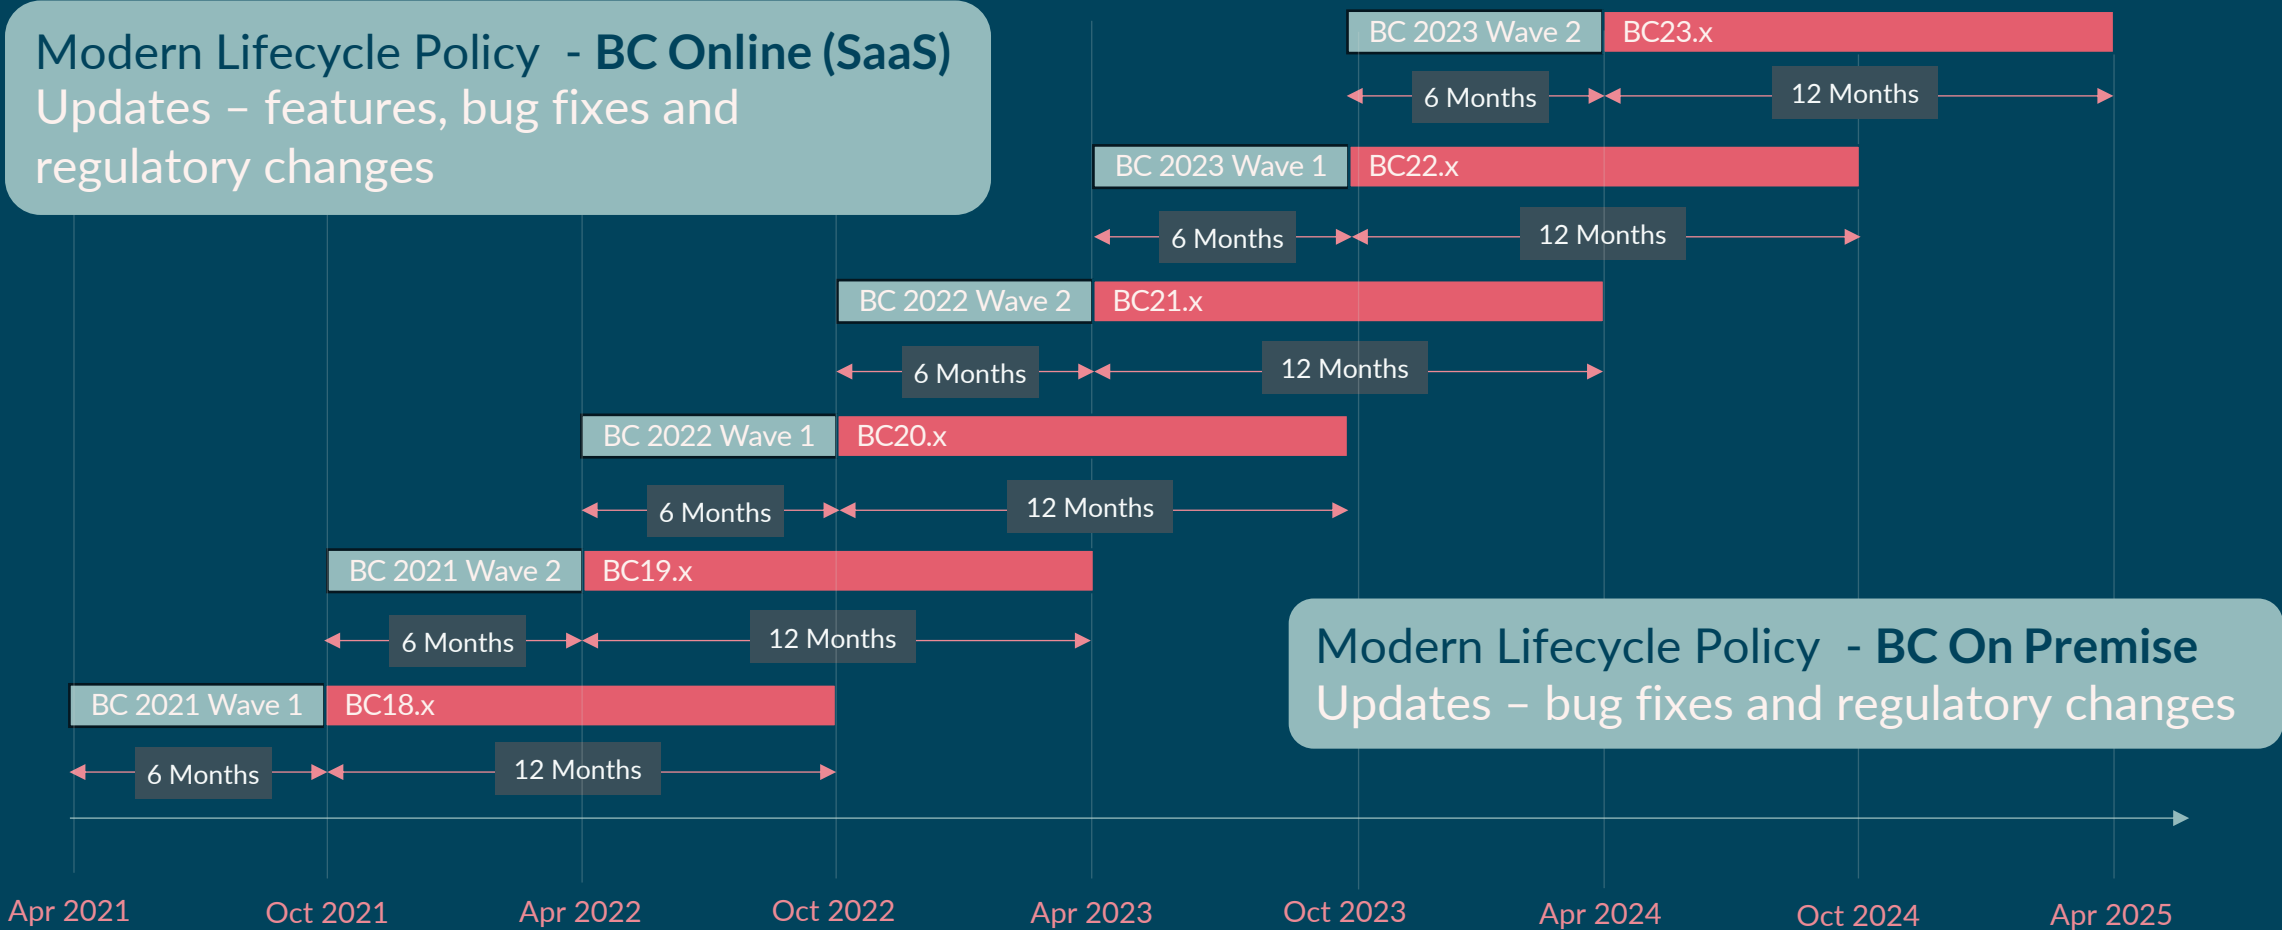 Modern Lifecycle Policy - BC Online (SaaS)
Updates – features, bug fixes and
regulatory changes
BC 2023 Wave 2 BC23.x
6 Months 12 Months
BC 2023 Wave 1 BC22.x
6 Months 12 Months
BC 2022 Wave 2 BC21.x
6 Months 12 Months
BC 2022 Wave 1 BC20.x
6 Months 12 Months
BC 2021 Wave 2 BC19.x
6 Months 12 Months
Modern Lifecycle Policy - BC On Premise
Updates – bug fixes and regulatory changes
BC 2021 Wave 1 BC18.x
6 Months 12 Months
Apr 2021 Oct 2021 Apr 2022 Oct 2022 Apr 2023 Oct 2023 Apr 2024 Oct 2024 Apr 2025